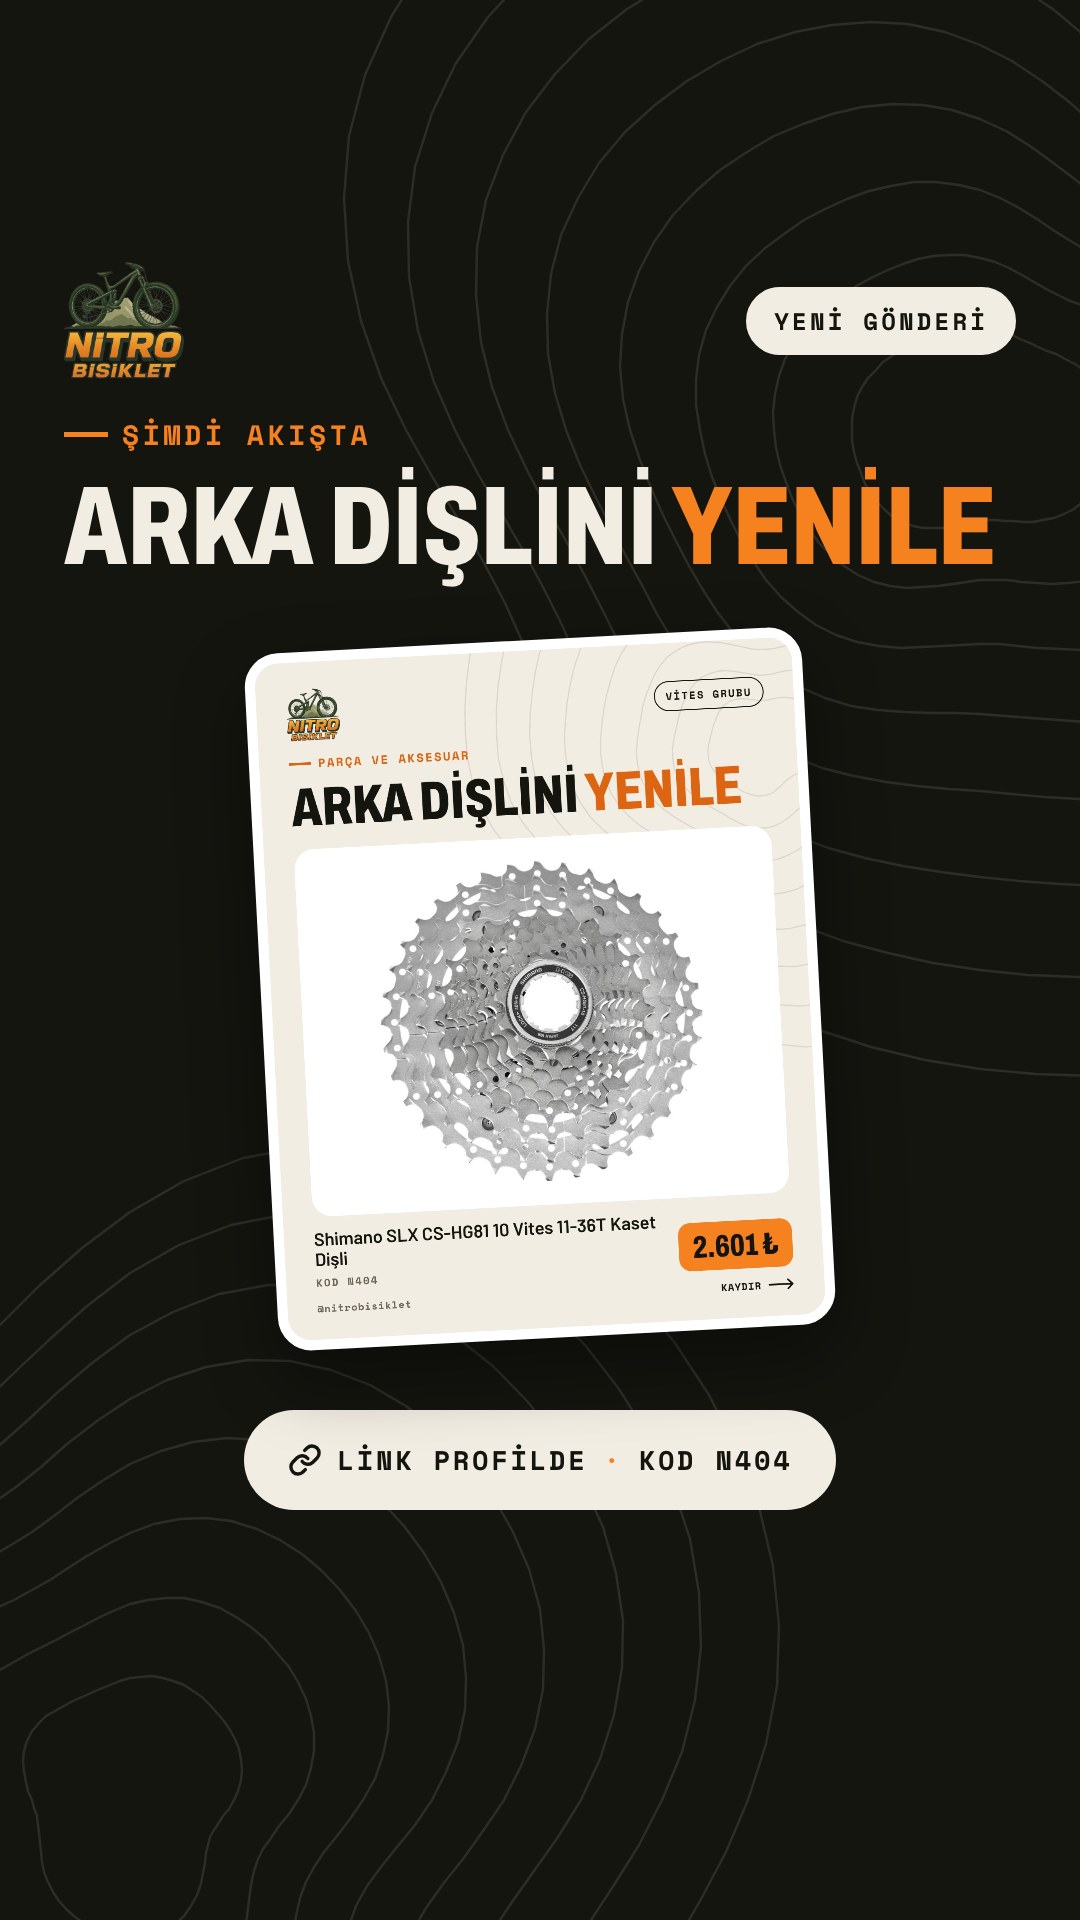 NiTRO
BiSiKLET
YENİ GÖNDERİ
ŞİMDİ AKIŞTA
ARKA DİŞLİNİ YENİLE
NiTRO
BiSiKLET
VİTES GRUBU
PARÇA VE AKSESUAR
ARKA DİŞLİNİ YENİLE
Shimano SLX CS-HG81 10 Vites 11-36T Kaset
Dişli
2.601 ₺
KOD N404
KAYDIR
@nitrobisiklet
LİNK PROFİLDE · KOD N404